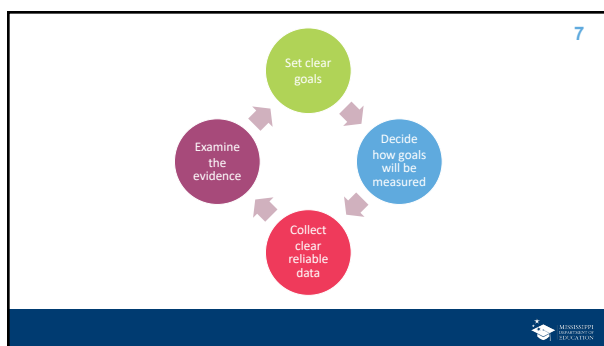 7
Set clear
goals
Decide
how goals
will be
measured
Collect
clear
reliable
data
Examine
the
evidence
MISSISSIPPI
DEPARTMENT OF
EDUCATION